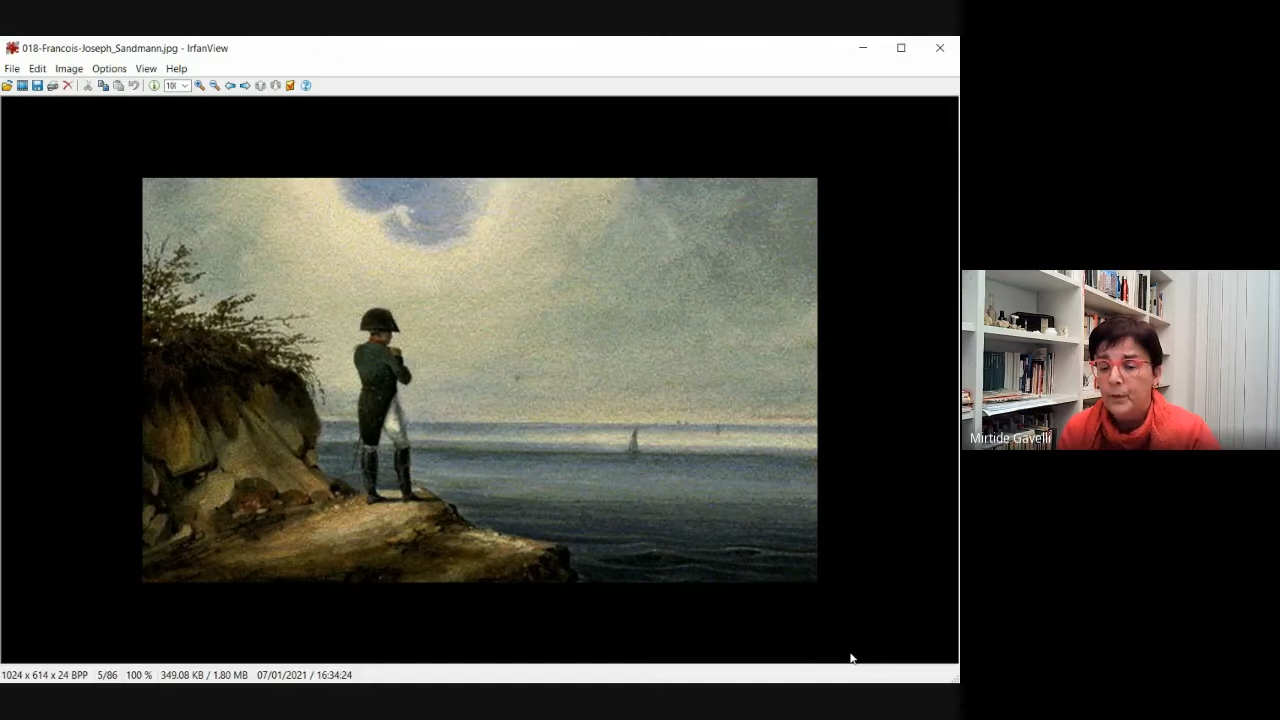 018-Francois-Joseph_Sandmann.jpg - IrfanView
File Edit Image Options View Help
Mirtide Gavelli
1024 x 614 x 24 BPP 5/86 100 % 349.08 KB / 1.80 MB 07/01/2021 / 16:34:24